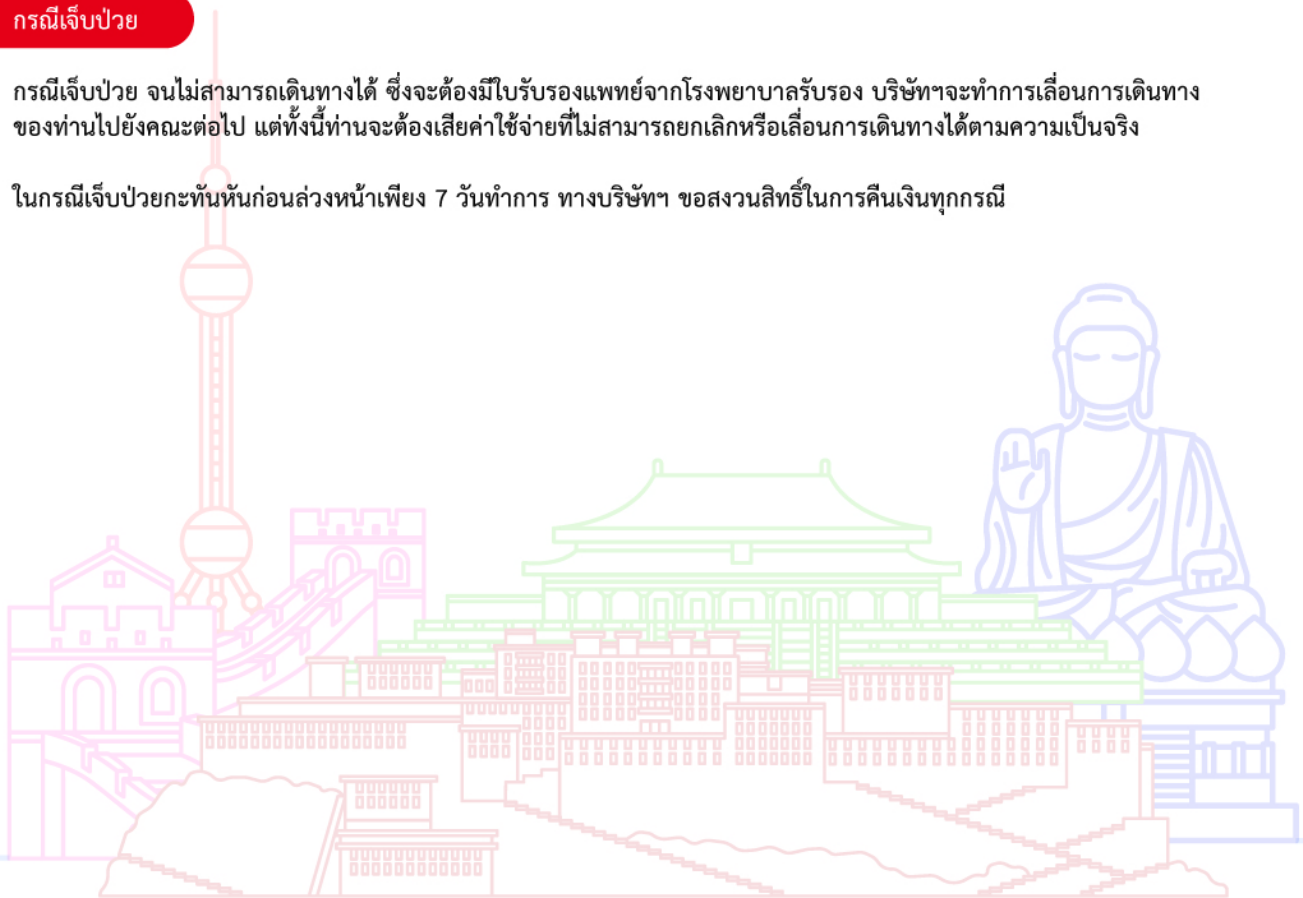 กรณีเจ็บป่วย
กรณีเจ็บป่วย จนไม่สามารถเดินทางได้ ซึ่งจะต้องมีใบรับรองแพทย์จากโรงพยาบาลรับรอง บริษัทฯจะทำการเลื่อนการเดินทาง
ของท่านไปยังคณะต่อไป แต่ทั้งนี้ท่านจะต้องเสียค่าใช้จ่ายที่ไม่สามารถยกเลิกหรือเลื่อนการเดินทางได้ตามความเป็นจริง
ในกรณีเจ็บป่วยกะทันหันก่อนล่วงหน้าเพียง 7 วันทำการ ทางบริษัทฯ ขอสงวนสิทธิ์ในการคืนเงินทุกกรณี